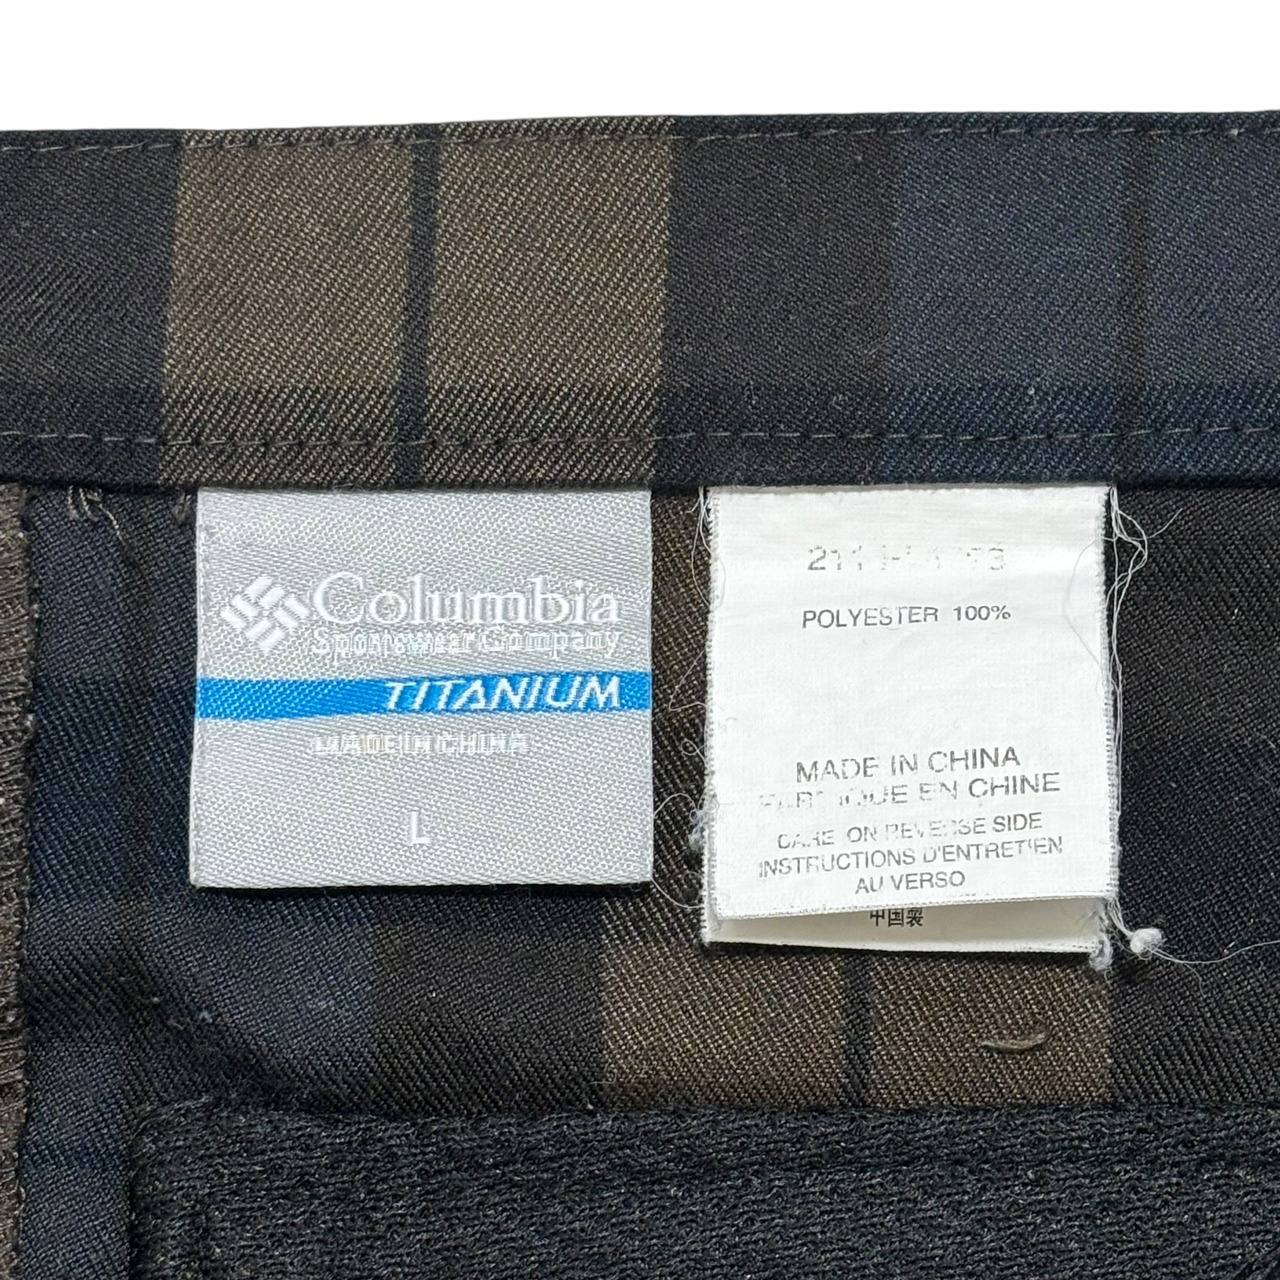 Columbia
Sportswear Company
TITANIUM
MADE IN CHINA
L
POLYESTER 100%
MADE IN CHINA
EN CHINE
CARE ON REVERSE SIDE
INSTRUCTIONS D'ENTRETIEN
AU VERSO
中国製